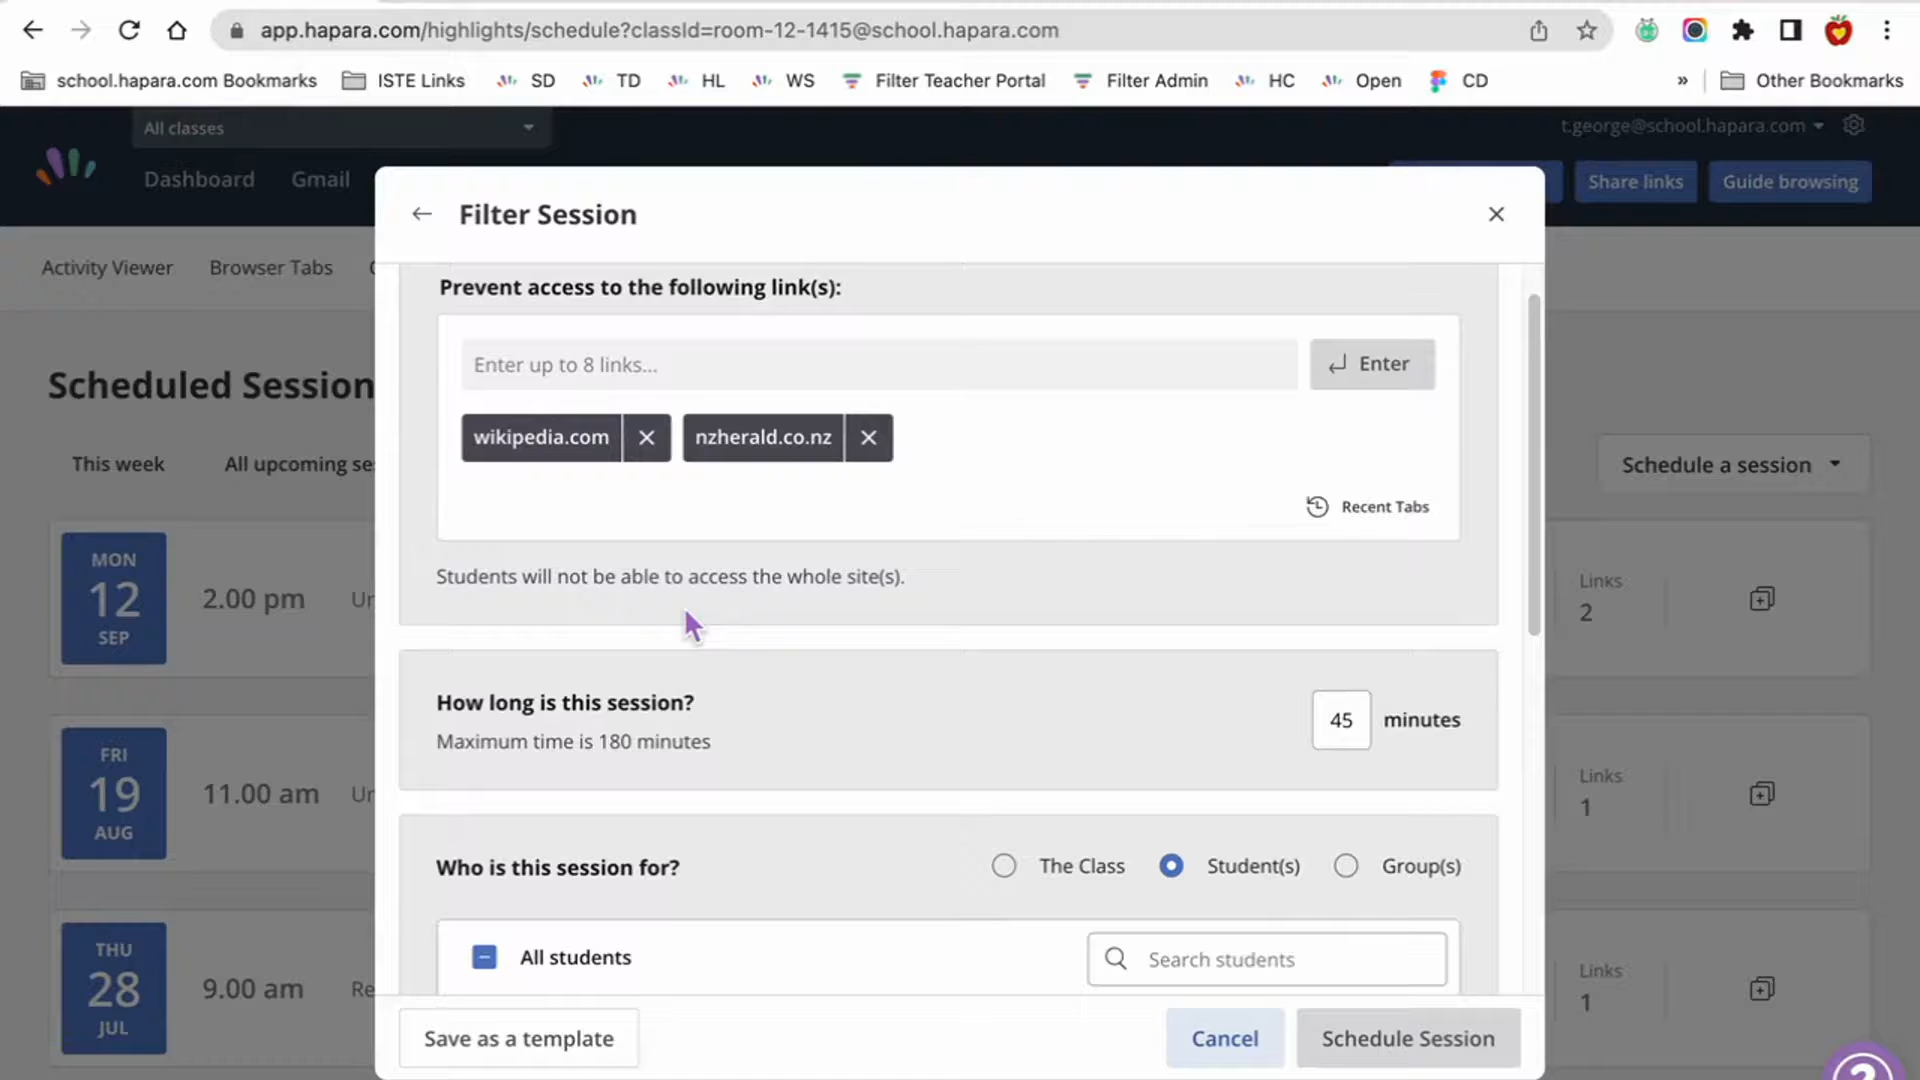 app.hapara.com/highlights/schedule?classId=room-12-1415@school.hapara.com
school.hapara.com Bookmarks ISTE Links SD TD HL WS Filter Teacher Portal Filter Admin HC Open CD » Other Bookmarks
All classes t.george@school.hapara.com
Dashboard Gmail Share links Guide browsing
Filter Session
Activity Viewer Browser Tabs
Prevent access to the following link(s):
Enter up to 8 links... Enter
wikipedia.com nzherald.co.nz
Recent Tabs
Students will not be able to access the whole site(s).
How long is this session? 45 minutes
Maximum time is 180 minutes
Who is this session for? The Class Student(s) Group(s)
All students Search students
Save as a template Cancel Schedule Session
Scheduled Session
This week All upcoming se Schedule a session
MON
12 2.00 pm Ur
SEP
Links
2
FRI
19 11.00 am Ur
AUG
Links
1
THU
28 9.00 am Re
JUL
Links
1
?